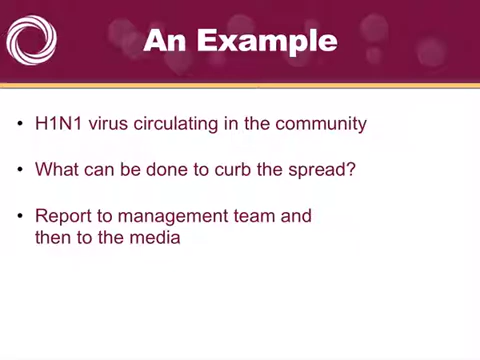 An Example
• H1N1 virus circulating in the community
• What can be done to curb the spread?
• Report to management team and
then to the media